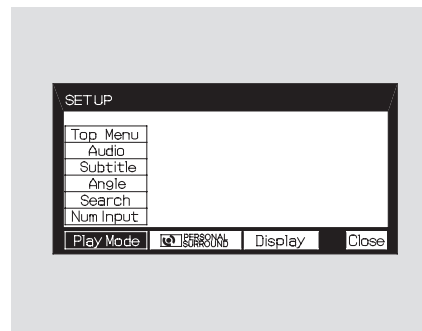 SETUP
Top Menu
Audio
Subtitle
Angle
Search
Num Input
Play Mode PERSONAL SURROUND Display Close